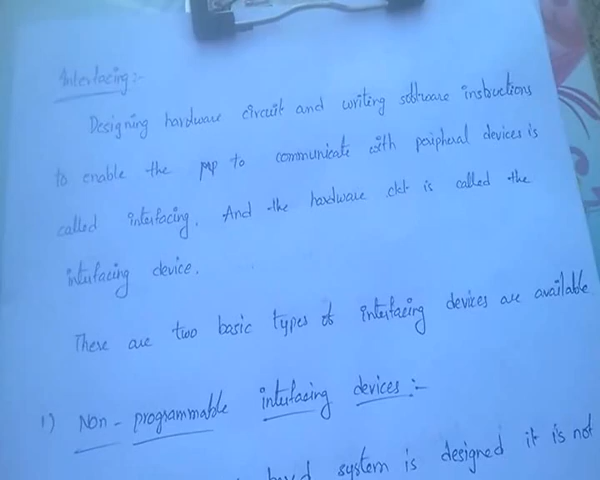 Interfacing:-
Designing hardware circuit and writing software instructions
to enable the μp to communicate with peripheral devices is
called interfacing. And the hardware ckt is called the
interfacing device.
There are two basic types of interfacing devices are available
1) Non-programmable interfacing devices:-
system is designed it is not